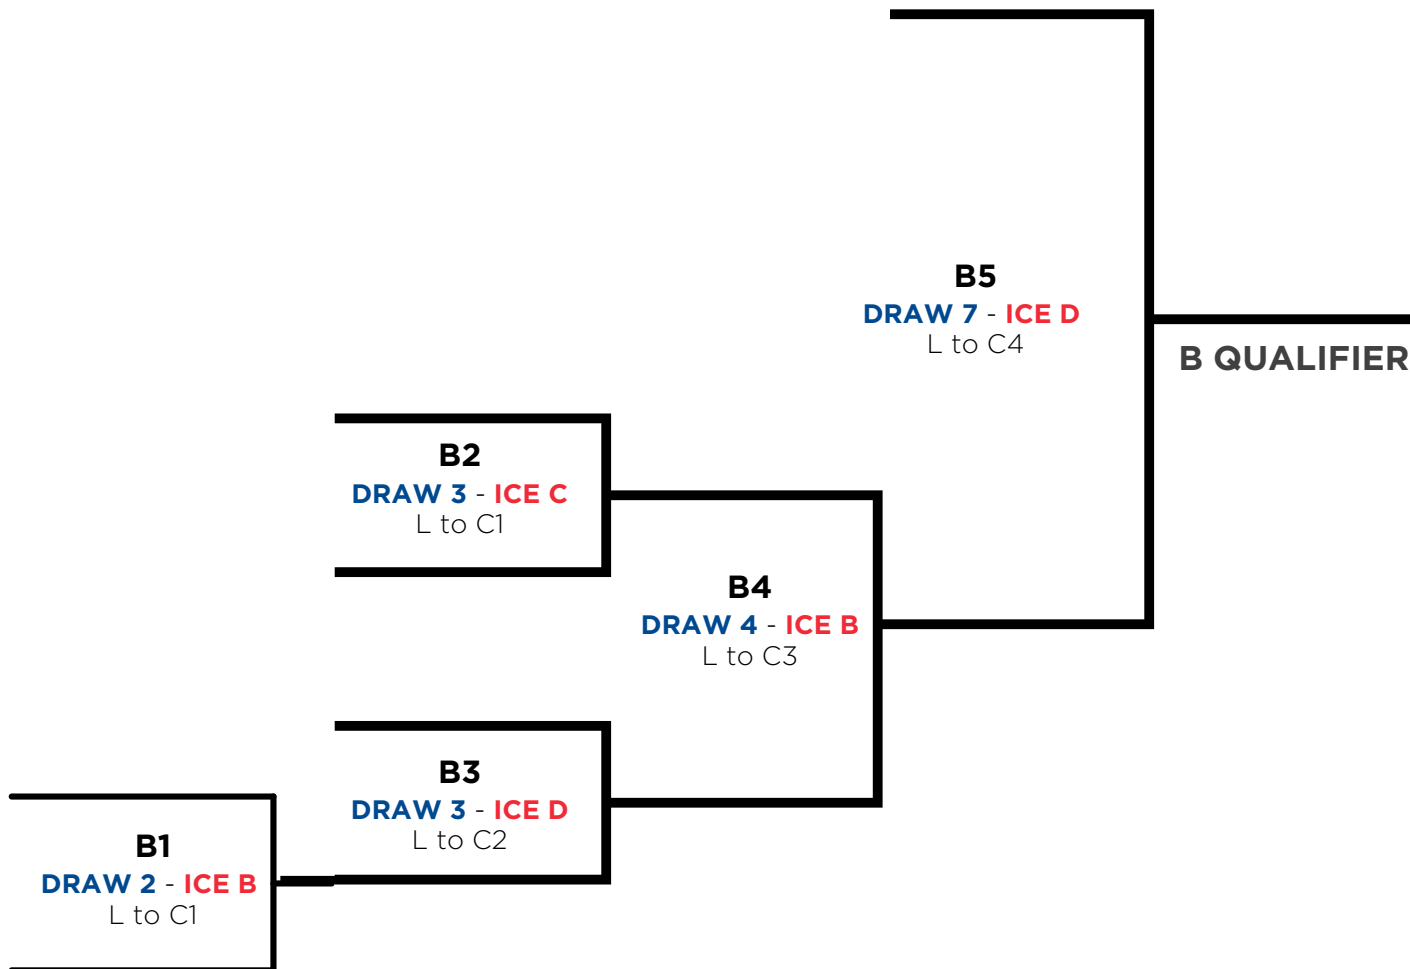 B5
DRAW 7 - ICE D
L to C4
B QUALIFIER
B2
DRAW 3 - ICE C
L to C1
B4
DRAW 4 - ICE B
L to C3
B3
DRAW 3 - ICE D
L to C2
B1
DRAW 2 - ICE B
L to C1